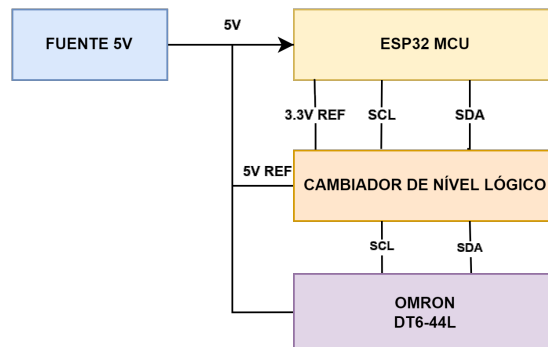 FUENTE 5V
5V
ESP32 MCU
3.3V REF
SCL
SDA
5V REF
CAMBIADOR DE NÍVEL LÓGICO
SCL
SDA
OMRON
DT6-44L